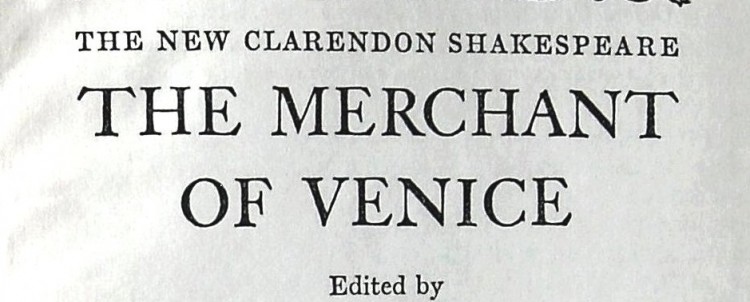 THE NEW CLARENDON SHAKESPEARE
THE MERCHANT
OF VENICE
Edited by